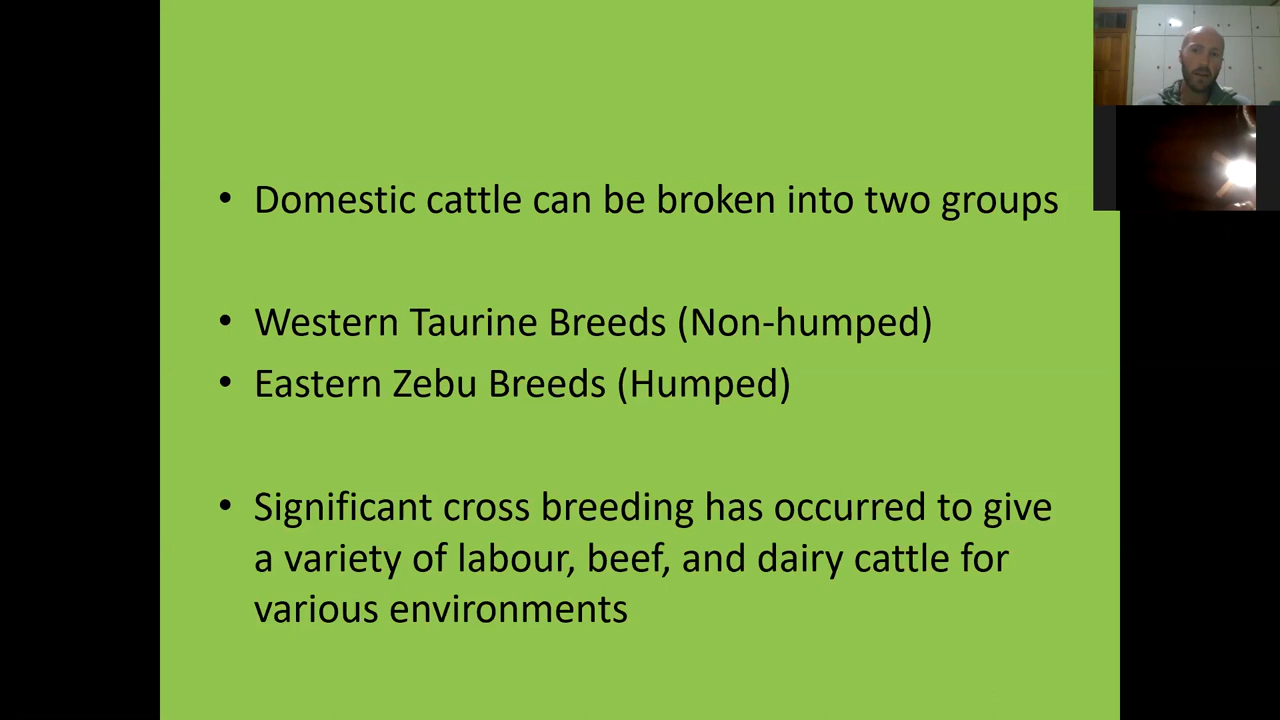 • Domestic cattle can be broken into two groups
• Western Taurine Breeds (Non-humped)
• Eastern Zebu Breeds (Humped)
• Significant cross breeding has occurred to give
a variety of labour, beef, and dairy cattle for
various environments